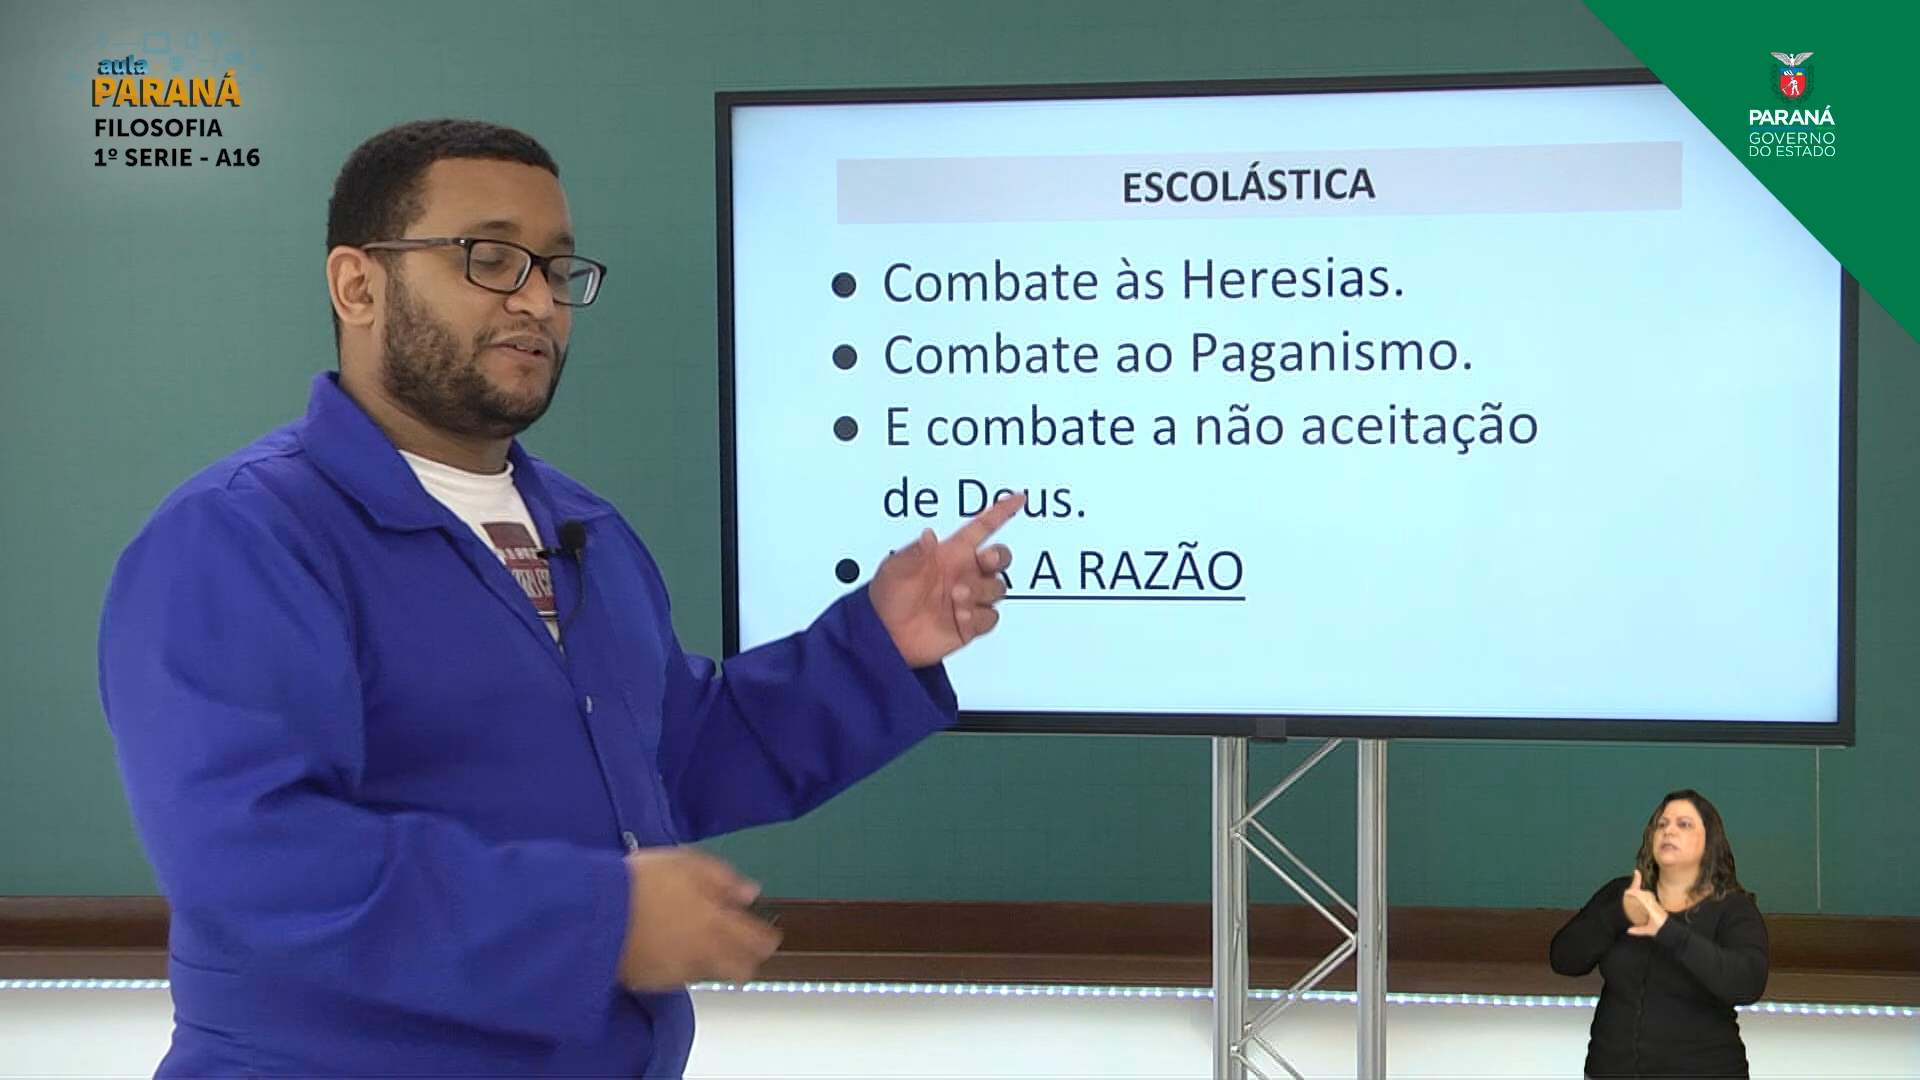 aula
PARANÁ
FILOSOFIA
1º SERIE - A16
PARANÁ
GOVERNO
DO ESTADO
ESCOLÁSTICA
Combate às Heresias.
Combate ao Paganismo.
E combate a não aceitação
de Deus.
A RAZÃO